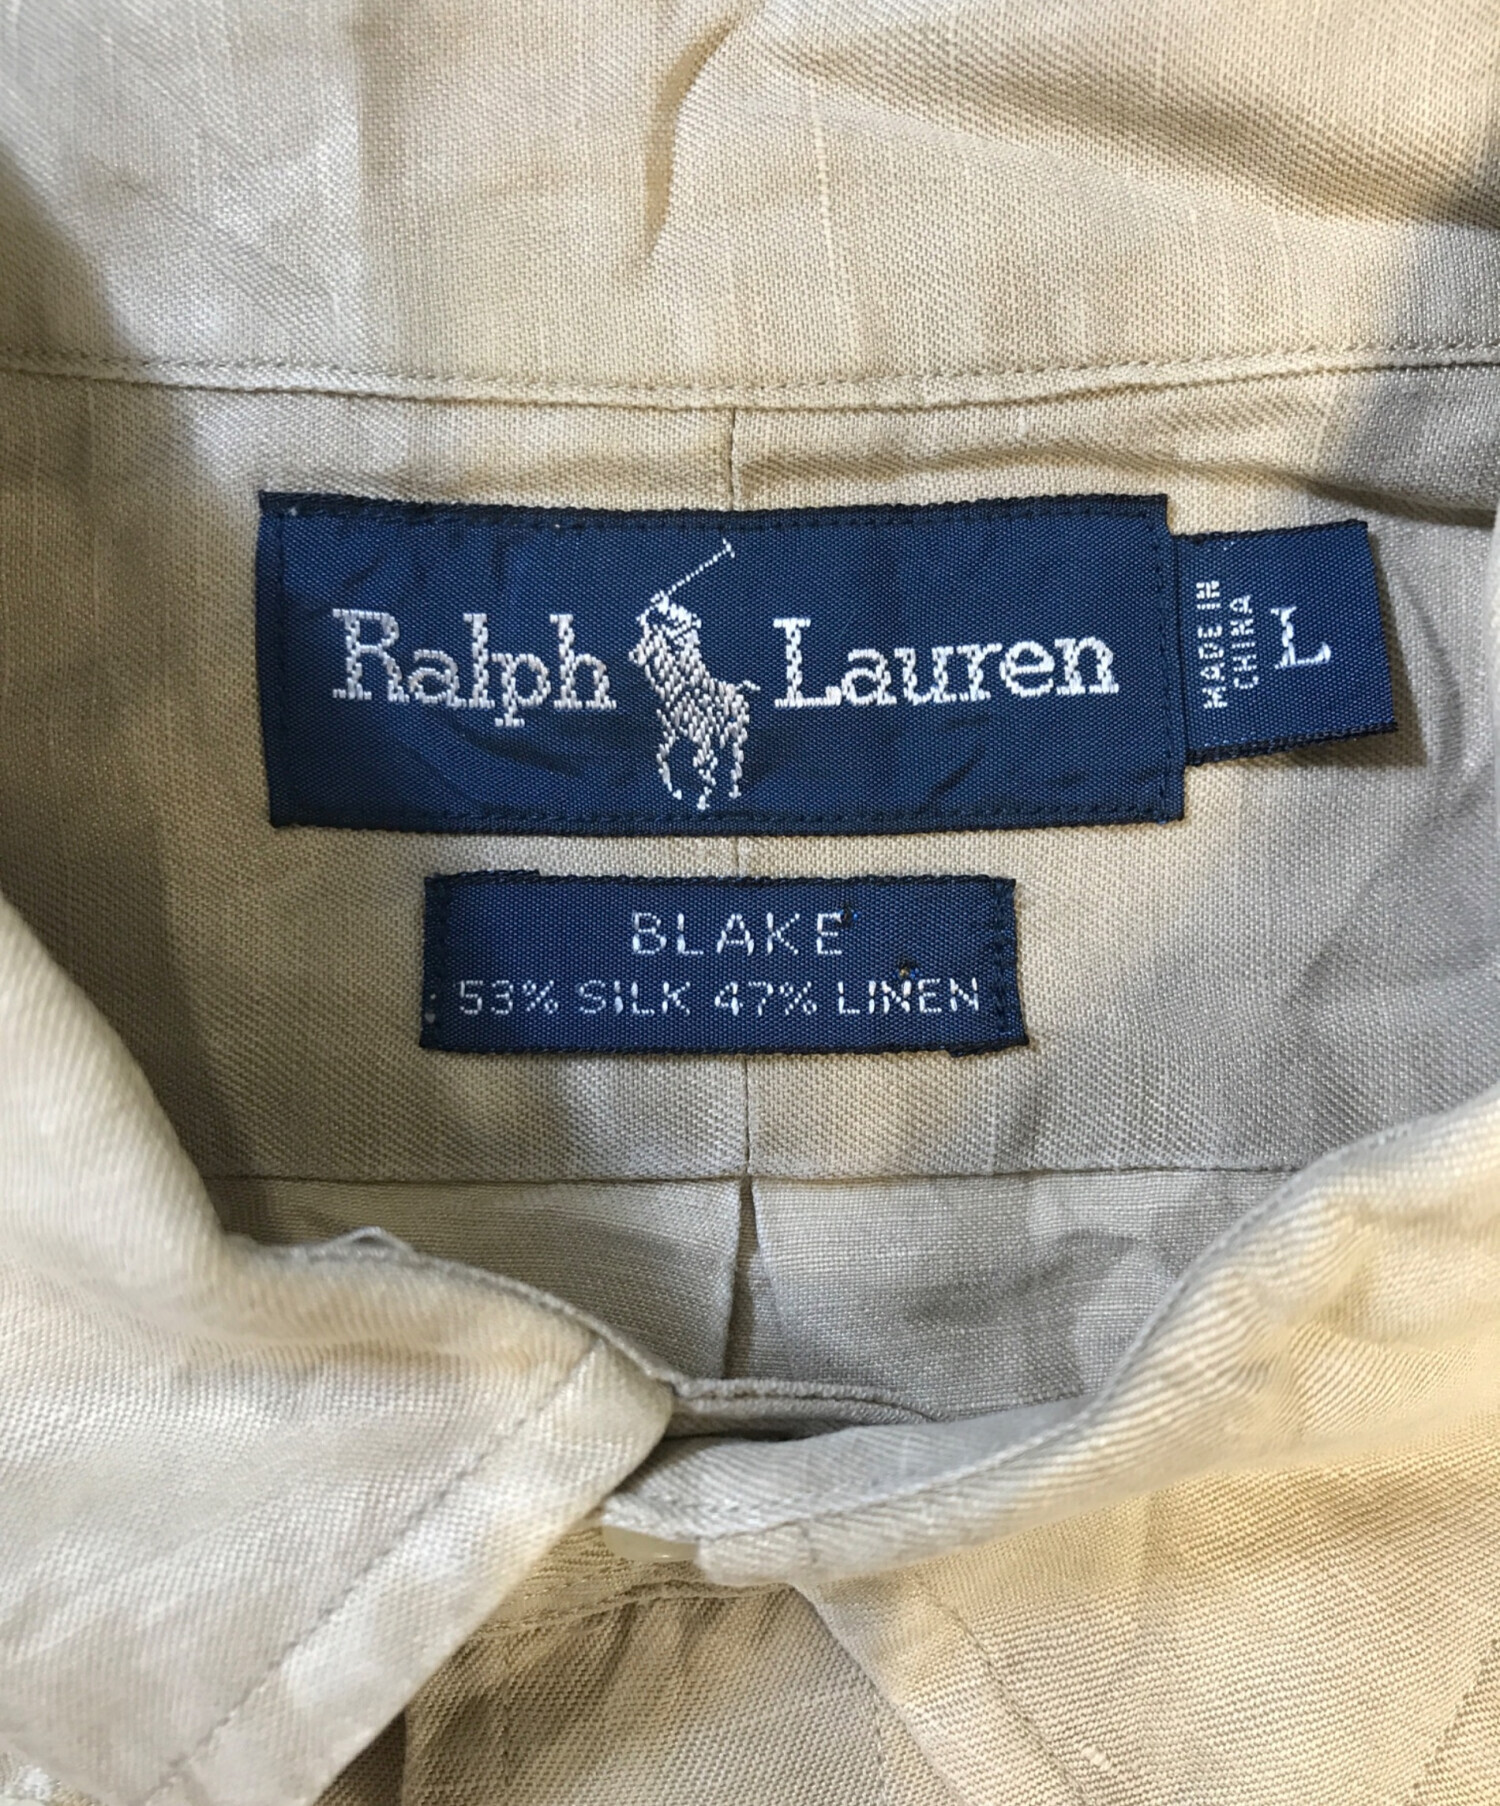 Ralph Lauren
MADE IN
CHINA
L
BLAKE
53% SILK 47% LINEN